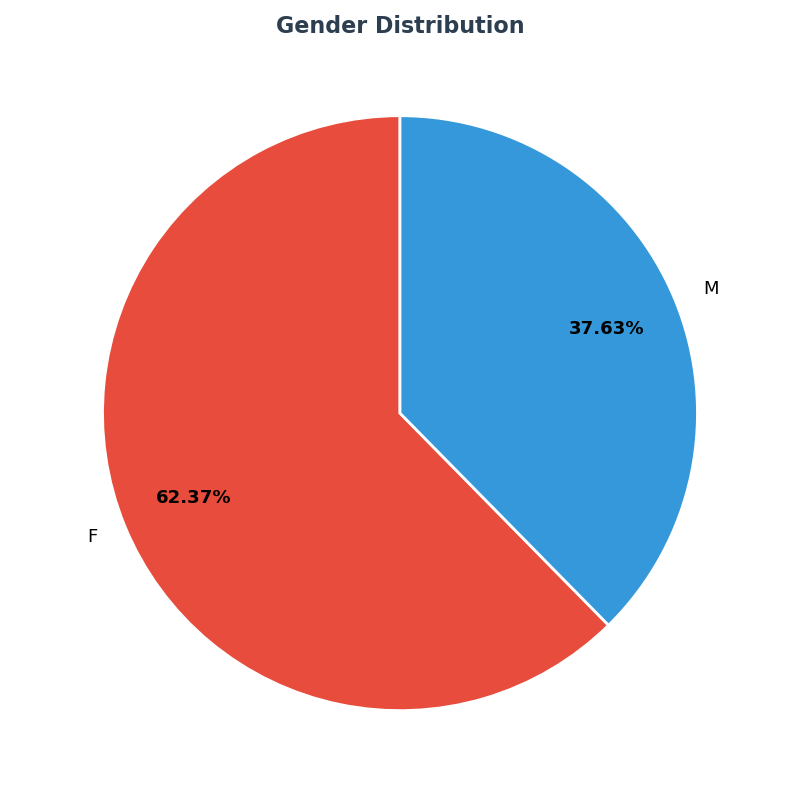 Gender Distribution
M
37.63%
62.37%
F